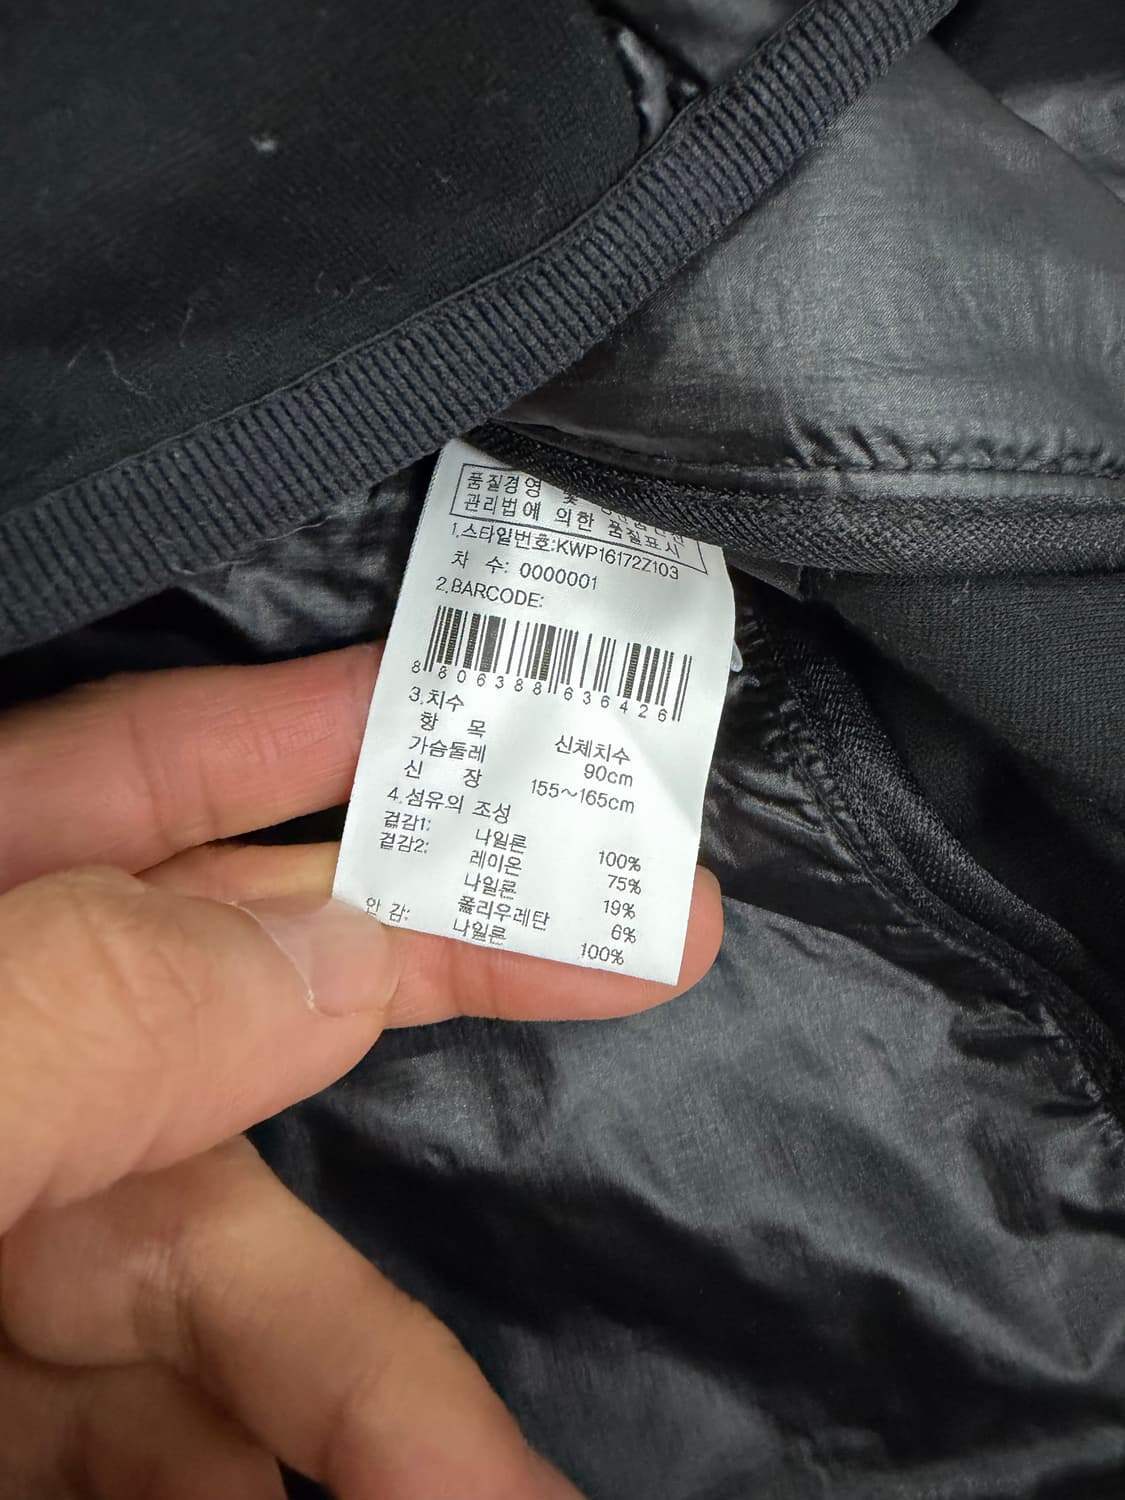 품질경영
관리법에 의한 품질표시
1.스타일번호:KWP16172Z103
차 수: 0000001
2.BARCODE:
8 806388 636426
3.치수
항 목 신체치수
가슴둘레 90cm
신 장 155~165cm
4.섬유의 조성
겉감1: 나일론 100%
겉감2: 레이온 75%
나일론 19%
폴리우레탄 6%
안 감: 나일론 100%